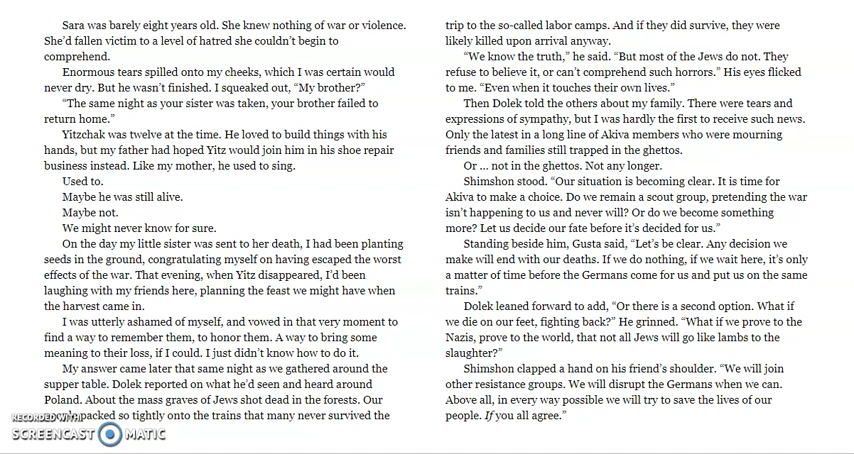 Sara was barely eight years old. She knew nothing of war or violence.
She’d fallen victim to a level of hatred she couldn’t begin to
comprehend.
Enormous tears spilled onto my cheeks, which I was certain would
never dry. But he wasn’t finished. I squeaked out, “My brother?”
“The same night as your sister was taken, your brother failed to
return home.”
Yitzchak was twelve at the time. He loved to build things with his
hands, but my father had hoped Yitz would join him in his shoe repair
business instead. Like my mother, he used to sing.
Used to.
Maybe he was still alive.
Maybe not.
We might never know for sure.
On the day my little sister was sent to her death, I had been planting
seeds in the ground, congratulating myself on having escaped the worst
effects of the war. That evening, when Yitz disappeared, I’d been
laughing with my friends here, planning the feast we might have when
the harvest came in.
I was utterly ashamed of myself, and vowed in that very moment to
find a way to remember them, to honor them. A way to bring some
meaning to their loss, if I could. I just didn’t know how to do it.
My answer came later that same night as we gathered around the
supper table. Dolek reported on what he’d seen and heard around
Poland. About the mass graves of Jews shot dead in the forests. Our
packed so tightly onto the trains that many never survived the
RECORDED WITH
SCREENCAST MATIC
trip to the so-called labor camps. And if they did survive, they were
likely killed upon arrival anyway.
“We know the truth,” he said. “But most of the Jews do not. They
refuse to believe it, or can’t comprehend such horrors.” His eyes flicked
to me. “Even when it touches their own lives.”
Then Dolek told the others about my family. There were tears and
expressions of sympathy, but I was hardly the first to receive such news.
Only the latest in a long line of Akiva members who were mourning
friends and families still trapped in the ghettos.
Or ... not in the ghettos. Not any longer.
Shimshon stood. “Our situation is becoming clear. It is time for
Akiva to make a choice. Do we remain a scout group, pretending the war
isn’t happening to us and never will? Or do we become something
more? Let us decide our fate before it’s decided for us.”
Standing beside him, Gusta said, “Let’s be clear. Any decision we
make will end with our deaths. If we do nothing, if we wait here, it’s only
a matter of time before the Germans come for us and put us on the same
trains.”
Dolek leaned forward to add, “Or there is a second option. What if
we die on our feet, fighting back?” He grinned. “What if we prove to the
Nazis, prove to the world, that not all Jews will go like lambs to the
slaughter?”
Shimshon clapped a hand on his friend’s shoulder. “We will join
other resistance groups. We will disrupt the Germans when we can.
Above all, in every way possible we will try to save the lives of our
people. If you all agree.”